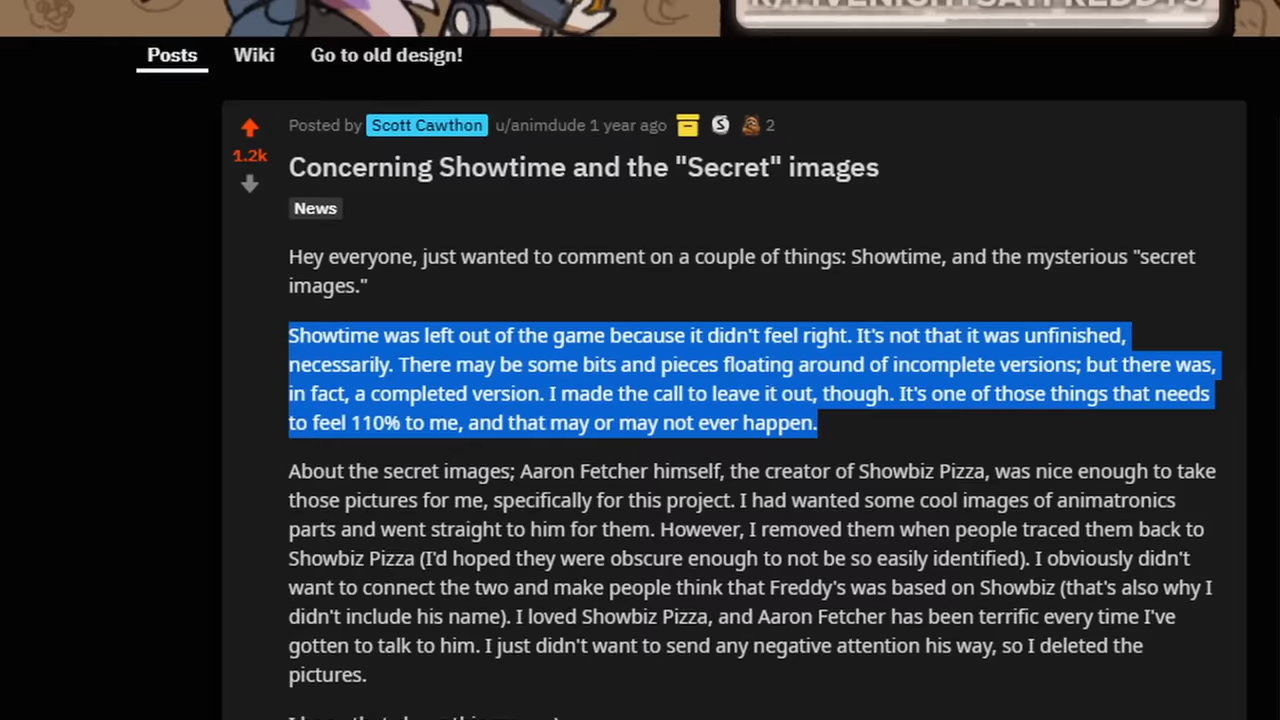 Posts Wiki Go to old design!
Posted by Scott Cawthon u/animdude 1 year ago 2
1.2k
Concerning Showtime and the "Secret" images
News
Hey everyone, just wanted to comment on a couple of things: Showtime, and the mysterious "secret
images."
Showtime was left out of the game because it didn't feel right. It's not that it was unfinished,
necessarily. There may be some bits and pieces floating around of incomplete versions; but there was,
in fact, a completed version. I made the call to leave it out, though. It's one of those things that needs
to feel 110% to me, and that may or may not ever happen.
About the secret images; Aaron Fetcher himself, the creator of Showbiz Pizza, was nice enough to take
those pictures for me, specifically for this project. I had wanted some cool images of animatronics
parts and went straight to him for them. However, I removed them when people traced them back to
Showbiz Pizza (I'd hoped they were obscure enough to not be so easily identified). I obviously didn't
want to connect the two and make people think that Freddy's was based on Showbiz (that's also why I
didn't include his name). I loved Showbiz Pizza, and Aaron Fetcher has been terrific every time I've
gotten to talk to him. I just didn't want to send any negative attention his way, so I deleted the
pictures.